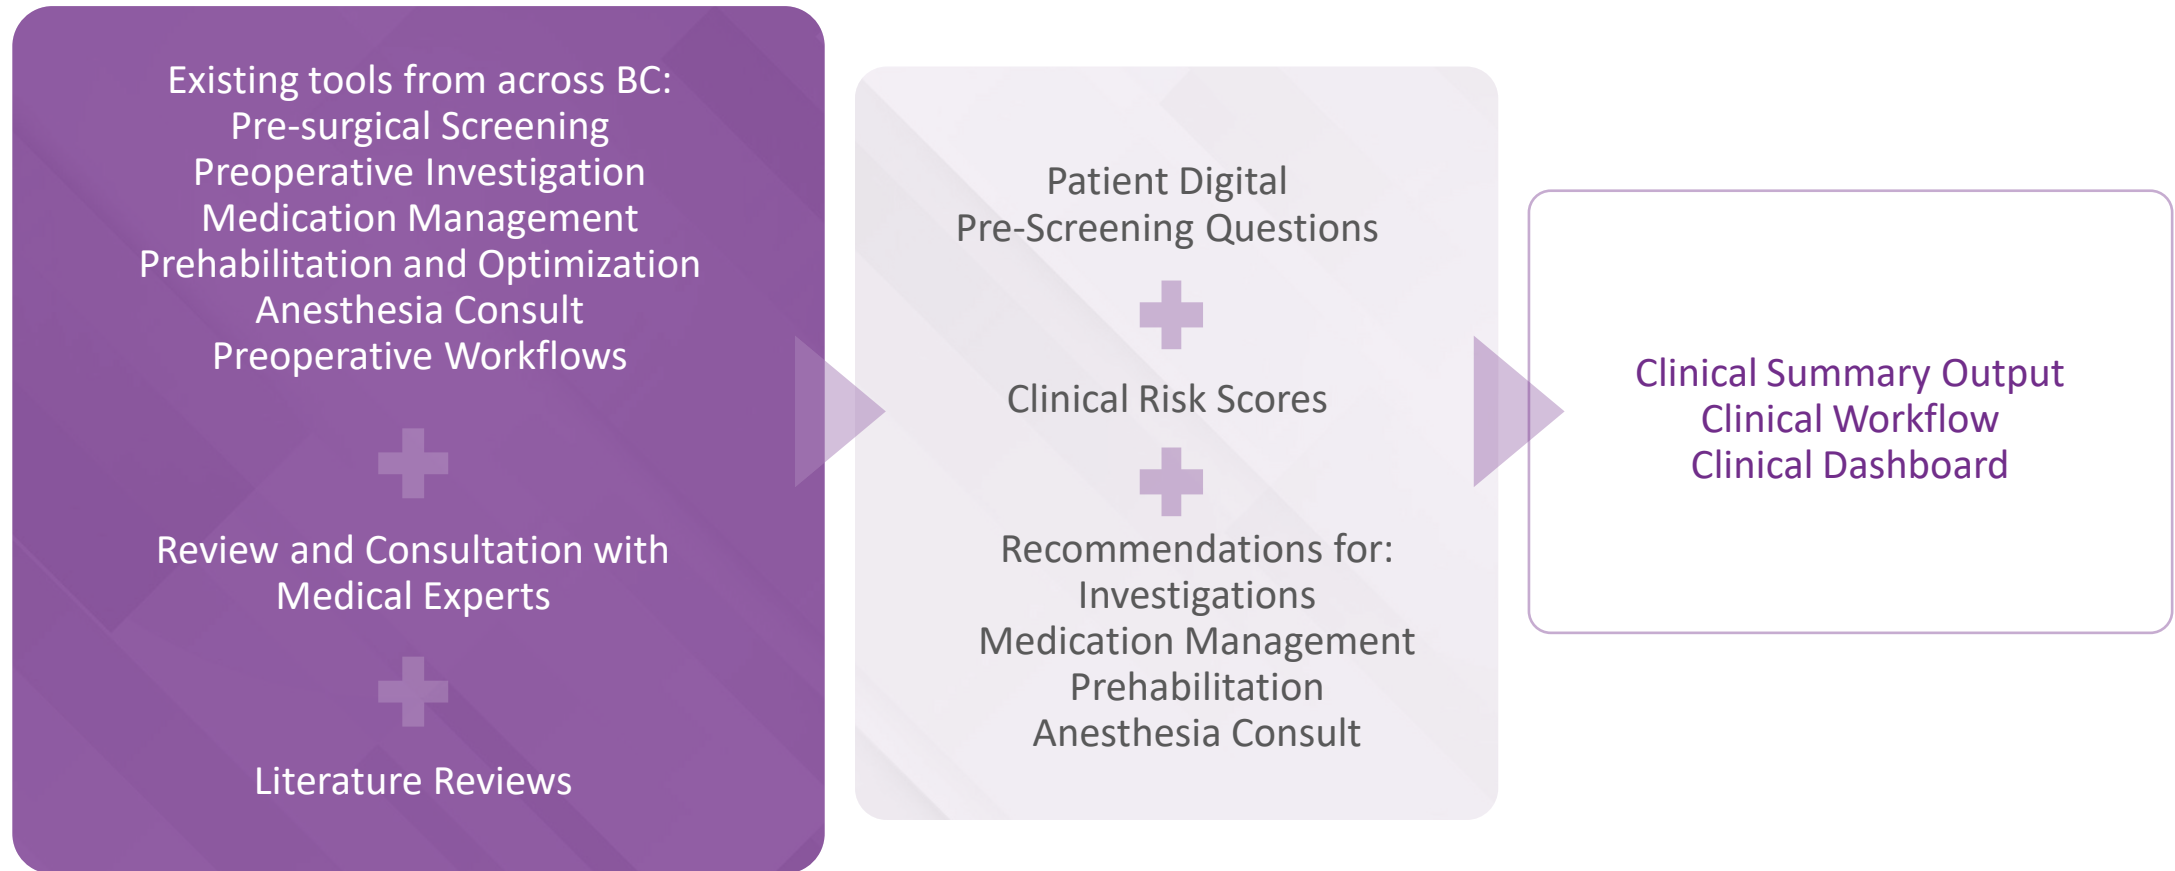 Existing tools from across BC:
Pre-surgical Screening
Preoperative Investigation
Medication Management
Prehabilitation and Optimization
Anesthesia Consult
Preoperative Workflows
Review and Consultation with
Medical Experts
Literature Reviews
Patient Digital
Pre-Screening Questions
Clinical Risk Scores
Recommendations for:
Investigations
Medication Management
Prehabilitation
Anesthesia Consult
Clinical Summary Output
Clinical Workflow
Clinical Dashboard